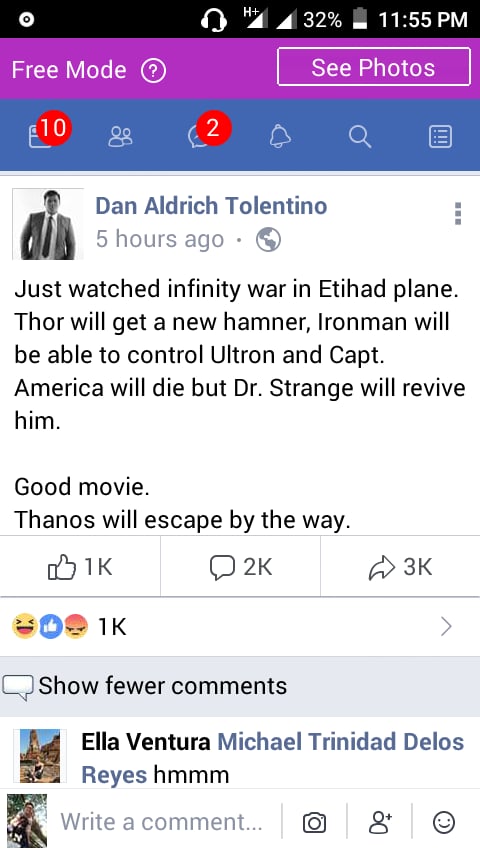 H+ 32% 11:55 PM
Free Mode ? See Photos
10 2
Dan Aldrich Tolentino
5 hours ago ·
Just watched infinity war in Etihad plane.
Thor will get a new hamner, Ironman will
be able to control Ultron and Capt.
America will die but Dr. Strange will revive
him.
Good movie.
Thanos will escape by the way.
1K 2K 3K
1K
Show fewer comments
Ella Ventura Michael Trinidad Delos
Reyes hmmm
Write a comment...